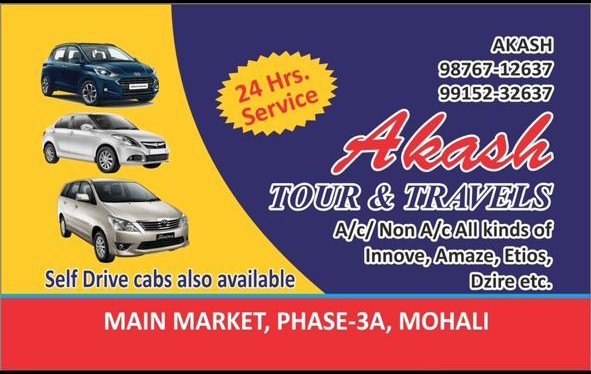 AKASH
98767-12637
99152-32637
24 Hrs.
Service
Akash
TOUR & TRAVELS
A/c/ Non A/c All kinds of
Innove, Amaze, Etios,
Dzire etc.
Self Drive cabs also available
MAIN MARKET, PHASE-3A, MOHALI